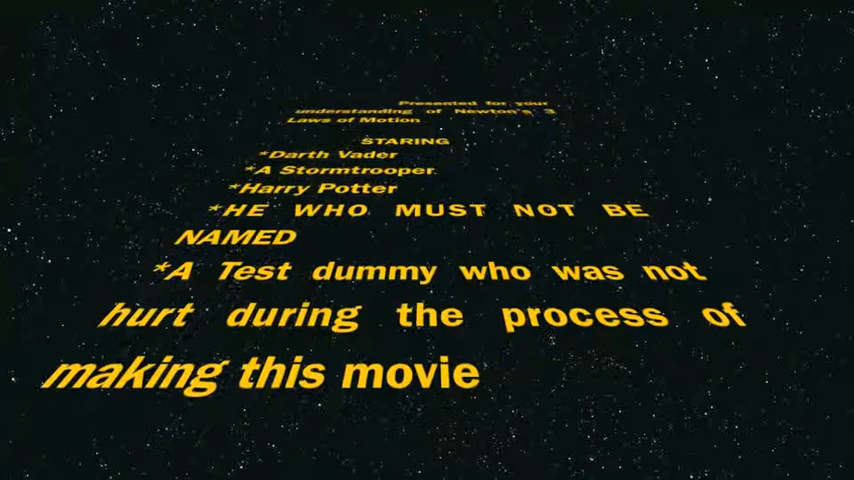 Presented for your
understanding of Newton's 3
Laws of Motion
STARING
*Darth Vader
*A Stormtrooper
*Harry Potter
*HE WHO MUST NOT BE
NAMED
*A Test dummy who was not
hurt during the process of
making this movie